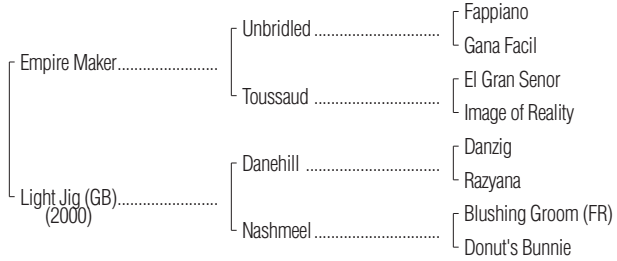 Fappiano
Unbridled
Gana Facil
Empire Maker
El Gran Senor
Toussaud
Image of Reality
Danzig
Danehill
Razyana
Light Jig (GB)
(2000)
Blushing Groom (FR)
Nashmeel
Donut's Bunnie